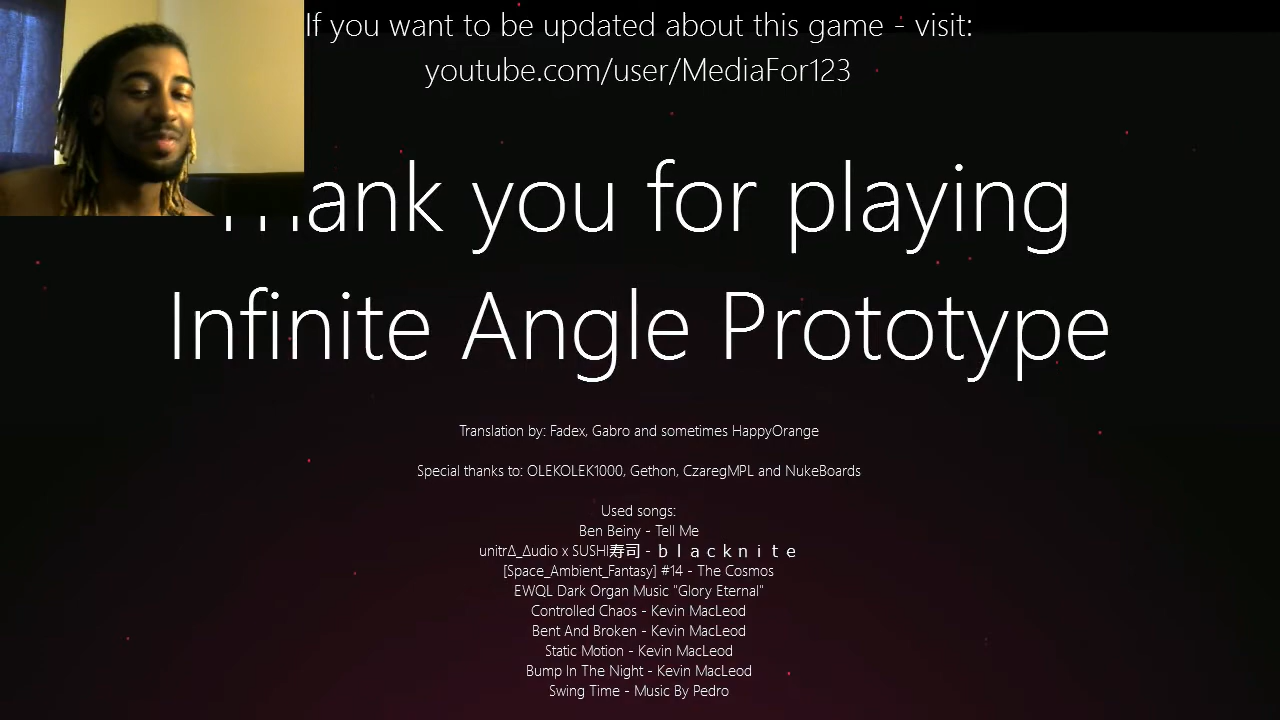 If you want to be updated about this game - visit:
youtube.com/user/MediaFor123
Thank you for playing
Infinite Angle Prototype
Translation by: Fadex, Gabro and sometimes HappyOrange
Special thanks to: OLEKOLEK1000, Gethon, CzaregMPL and NukeBoards
Used songs:
Ben Beiny - Tell Me
unitrΔ_Δudio x SUSHI寿司 - ｂｌａｃｋｎｉｔｅ
[Space_Ambient_Fantasy] #14 - The Cosmos
EWQL Dark Organ Music "Glory Eternal"
Controlled Chaos - Kevin MacLeod
Bent And Broken - Kevin MacLeod
Static Motion - Kevin MacLeod
Bump In The Night - Kevin MacLeod
Swing Time - Music By Pedro